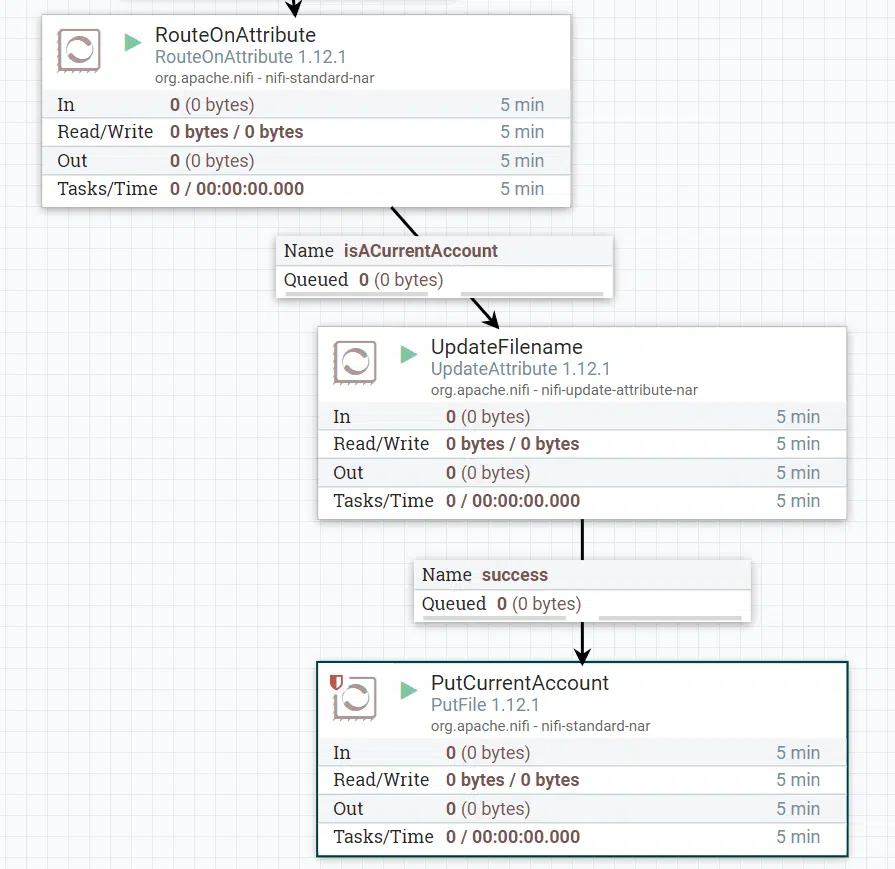 RouteOnAttribute
RouteOnAttribute 1.12.1
org.apache.nifi - nifi-standard-nar
In 0 (0 bytes) 5 min
Read/Write 0 bytes / 0 bytes 5 min
Out 0 (0 bytes) 5 min
Tasks/Time 0 / 00:00:00.000 5 min
Name isACurrentAccount
Queued 0 (0 bytes)
UpdateFilename
UpdateAttribute 1.12.1
org.apache.nifi - nifi-update-attribute-nar
In 0 (0 bytes) 5 min
Read/Write 0 bytes / 0 bytes 5 min
Out 0 (0 bytes) 5 min
Tasks/Time 0 / 00:00:00.000 5 min
Name success
Queued 0 (0 bytes)
PutCurrentAccount
PutFile 1.12.1
org.apache.nifi - nifi-standard-nar
In 0 (0 bytes) 5 min
Read/Write 0 bytes / 0 bytes 5 min
Out 0 (0 bytes) 5 min
Tasks/Time 0 / 00:00:00.000 5 min